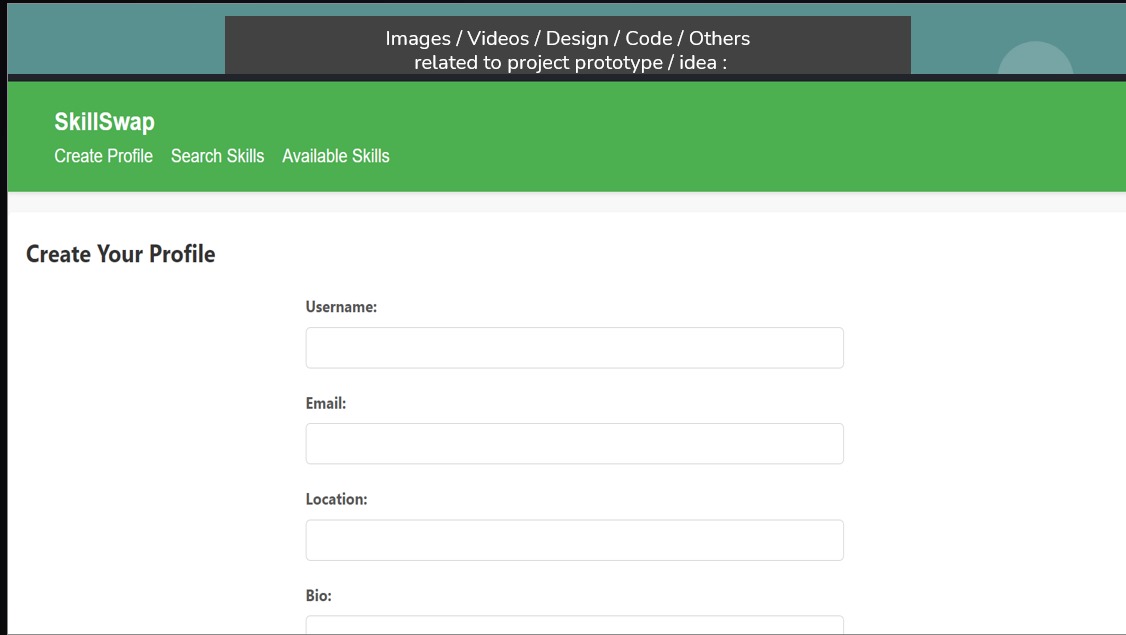 Images / Videos / Design / Code / Others
related to project prototype / idea :
SkillSwap
Create Profile Search Skills Available Skills
Create Your Profile
Username:
Email:
Location:
Bio: